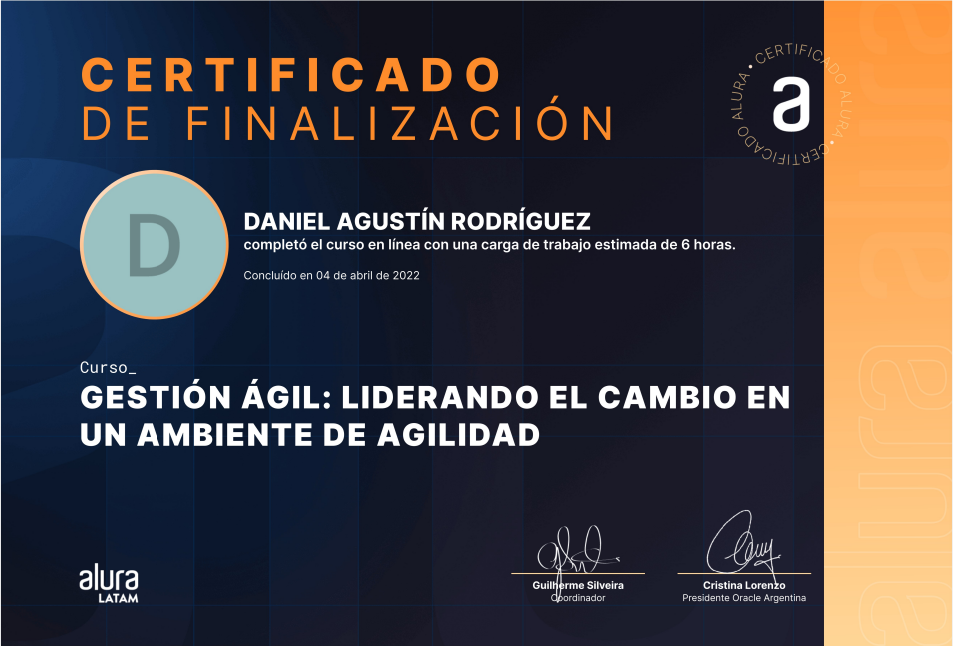 CERTIFICADO
DE FINALIZACIÓN
CERTIFICADO ALURA • CERTIFICADO ALURA •
a
D
DANIEL AGUSTÍN RODRÍGUEZ
completó el curso en línea con una carga de trabajo estimada de 6 horas.
Concluído en 04 de abril de 2022
Curso_
GESTIÓN ÁGIL: LIDERANDO EL CAMBIO EN
UN AMBIENTE DE AGILIDAD
alura
LATAM
Guilherme Silveira
Coordinador
Cristina Lorenzo
Presidente Oracle Argentina
alura alura